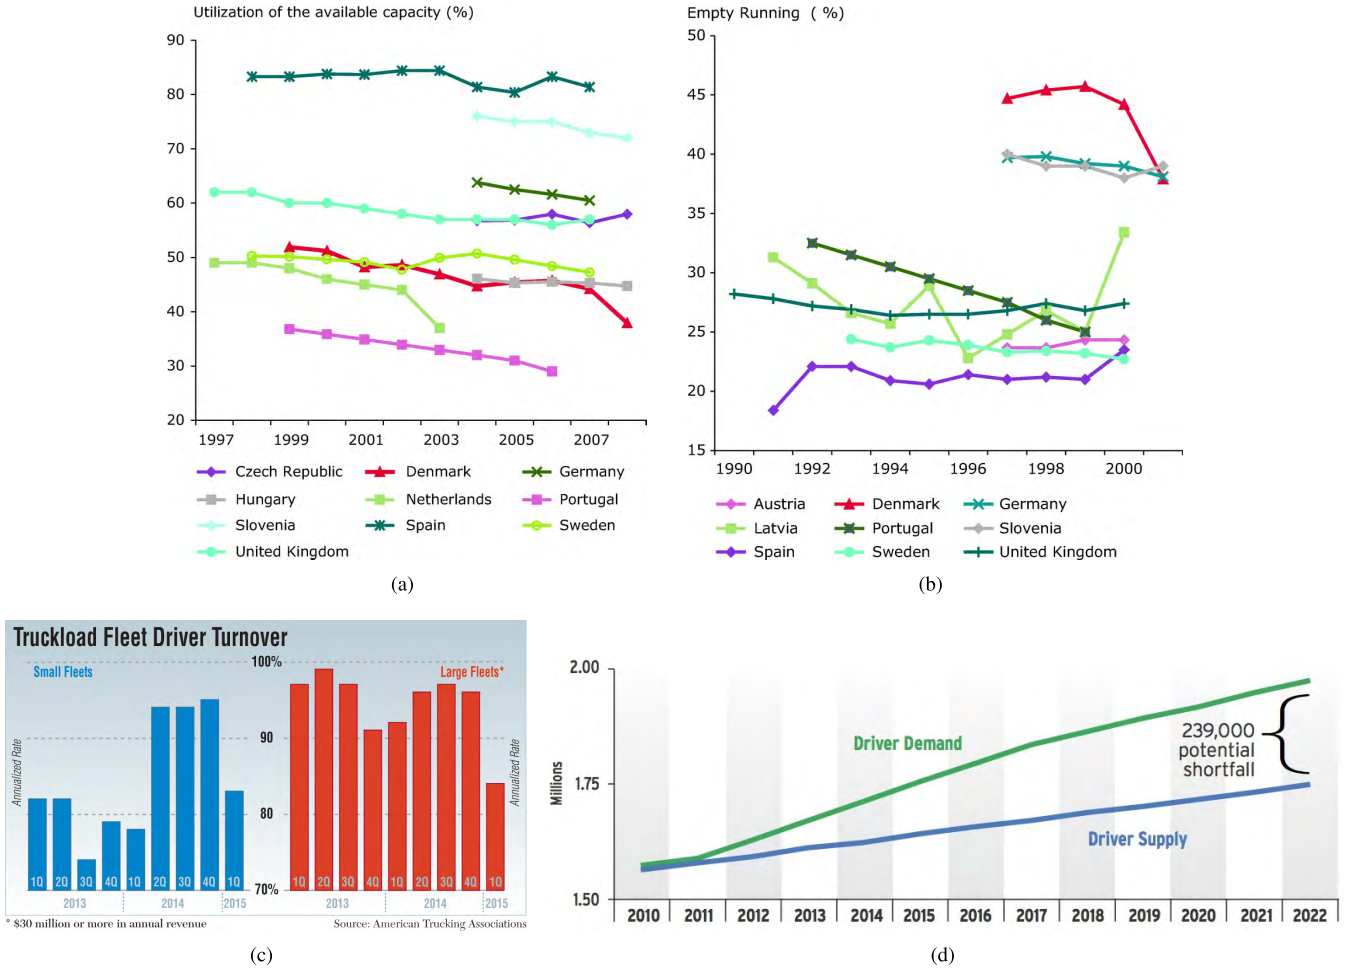 Utilization of the available capacity (%)
90
80
70
60
50
40
30
20
1997 1999 2001 2003 2005 2007
Czech Republic Denmark Germany
Hungary Netherlands Portugal
Slovenia Spain Sweden
United Kingdom
(a)
Empty Running ( %)
50
45
40
35
30
25
20
15
1990 1992 1994 1996 1998 2000
Austria Denmark Germany
Latvia Portugal Slovenia
Spain Sweden United Kingdom
(b)
Truckload Fleet Driver Turnover
Small Fleets 100% Large Fleets*
90
80
70%
Annualized Rate
Annualized Rate
1Q 2Q 3Q 4Q 1Q 2Q 3Q 4Q 1Q
2013 2014 2015
1Q 2Q 3Q 4Q 1Q 2Q 3Q 4Q 1Q
2013 2014 2015
* $30 million or more in annual revenue Source: American Trucking Associations
(c)
2.00
1.75
1.50
Millions
Driver Demand
239,000
potential
shortfall
Driver Supply
2010 2011 2012 2013 2014 2015 2016 2017 2018 2019 2020 2021 2022
(d)